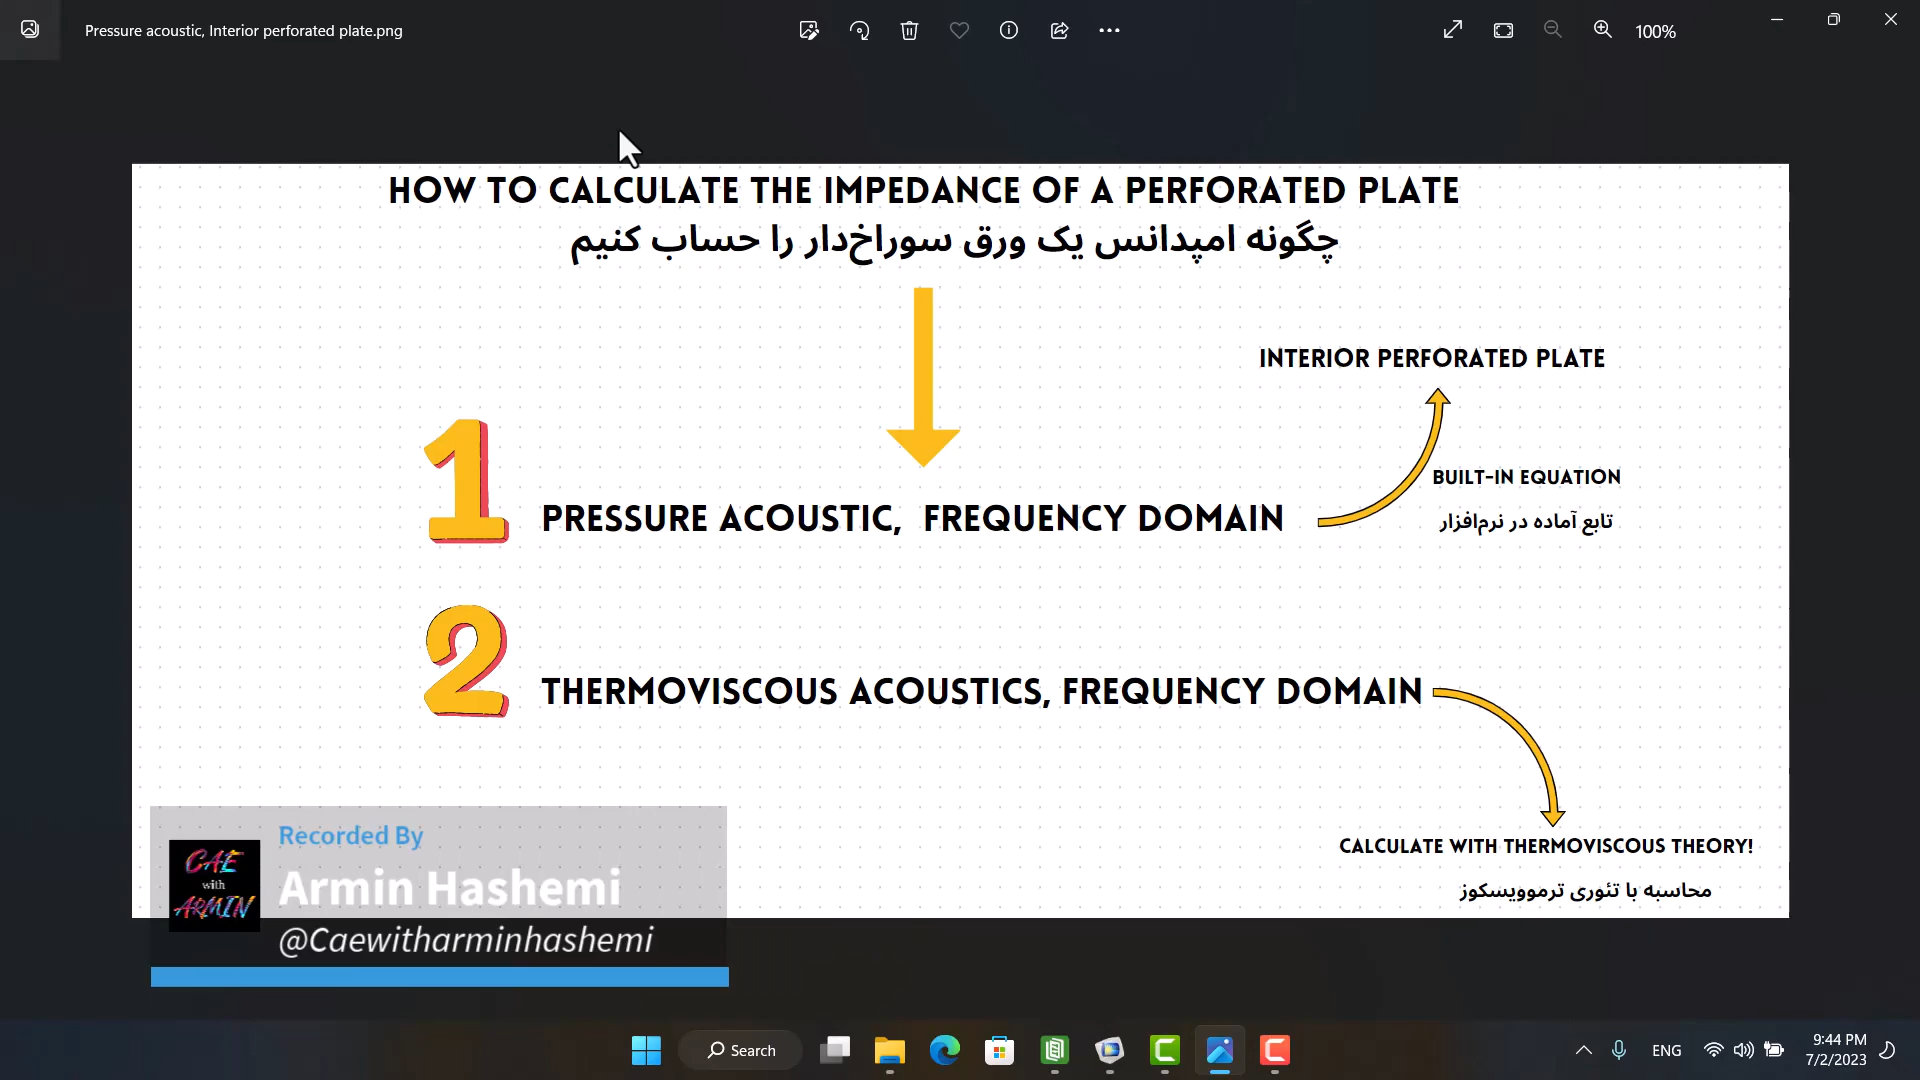 Pressure acoustic, Interior perforated plate.png
100%
HOW TO CALCULATE THE IMPEDANCE OF A PERFORATED PLATE
چگونه امپدانس یک ورق سوراخ‌دار را حساب کنیم
INTERIOR PERFORATED PLATE
BUILT-IN EQUATION
تابع آماده در نرم‌افزار
1
PRESSURE ACOUSTIC, FREQUENCY DOMAIN
2
THERMOVISCOUS ACOUSTICS, FREQUENCY DOMAIN
CALCULATE WITH THERMOVISCOUS THEORY!
محاسبه با تئوری ترموویسکوز
CAE
with
ARMIN
Recorded By
Armin Hashemi
@Caewitharminhashemi
Search
ENG
9:44 PM
7/2/2023